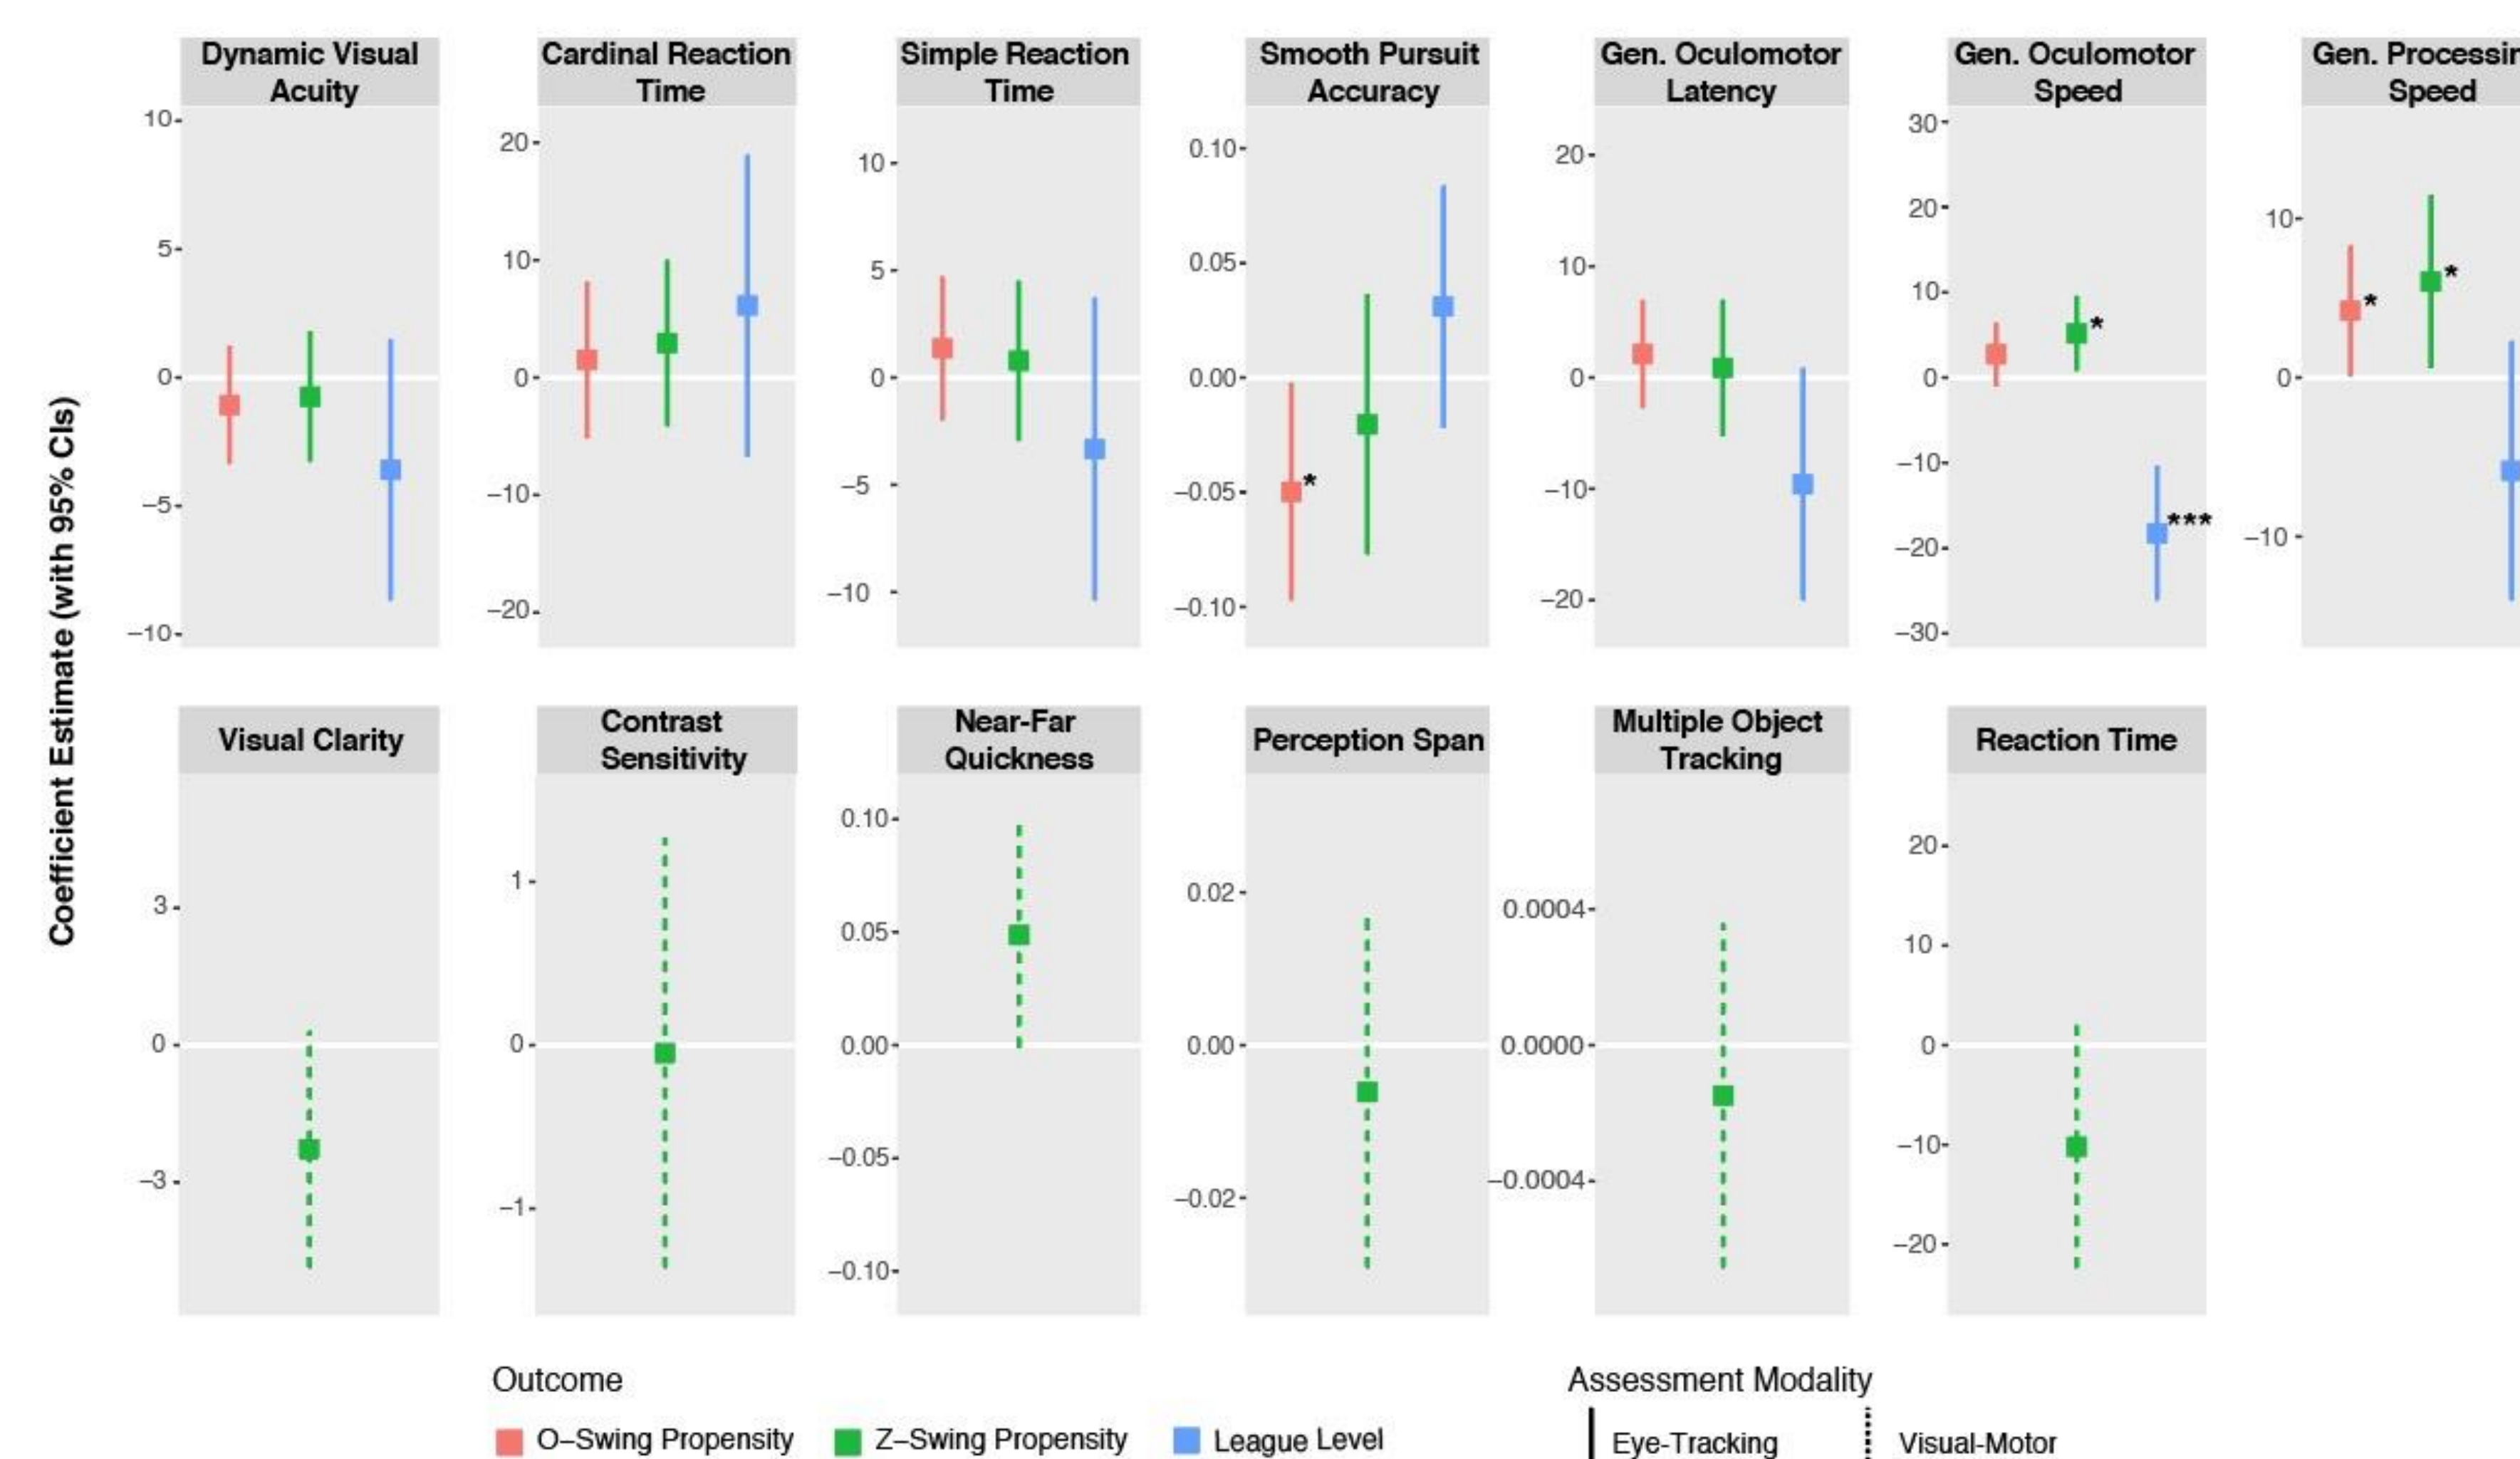 Dynamic Visual
Acuity
Cardinal Reaction
Time
Simple Reaction
Time
Smooth Pursuit
Accuracy
Gen. Oculomotor
Latency
Gen. Oculomotor
Speed
Gen. Processin
Speed
10
5
0
−5
−10
20
10
0
−10
−20
10
5
0
−5
−10
0.10
0.05
0.00
−0.05
−0.10
*
20
10
0
−10
−20
30
20
10
0
−10
−20
−30
*
***
10
0
−10
*
*
Coefficient Estimate (with 95% CIs)
Visual Clarity
Contrast
Sensitivity
Near-Far
Quickness
Perception Span
Multiple Object
Tracking
Reaction Time
3
0
−3
1
0
−1
0.10
0.05
0.00
−0.05
−0.10
0.02
0.00
−0.02
0.0004
0.0000
−0.0004
20
10
0
−10
−20
Outcome
O−Swing Propensity
Z−Swing Propensity
League Level
Assessment Modality
Eye-Tracking
Visual-Motor